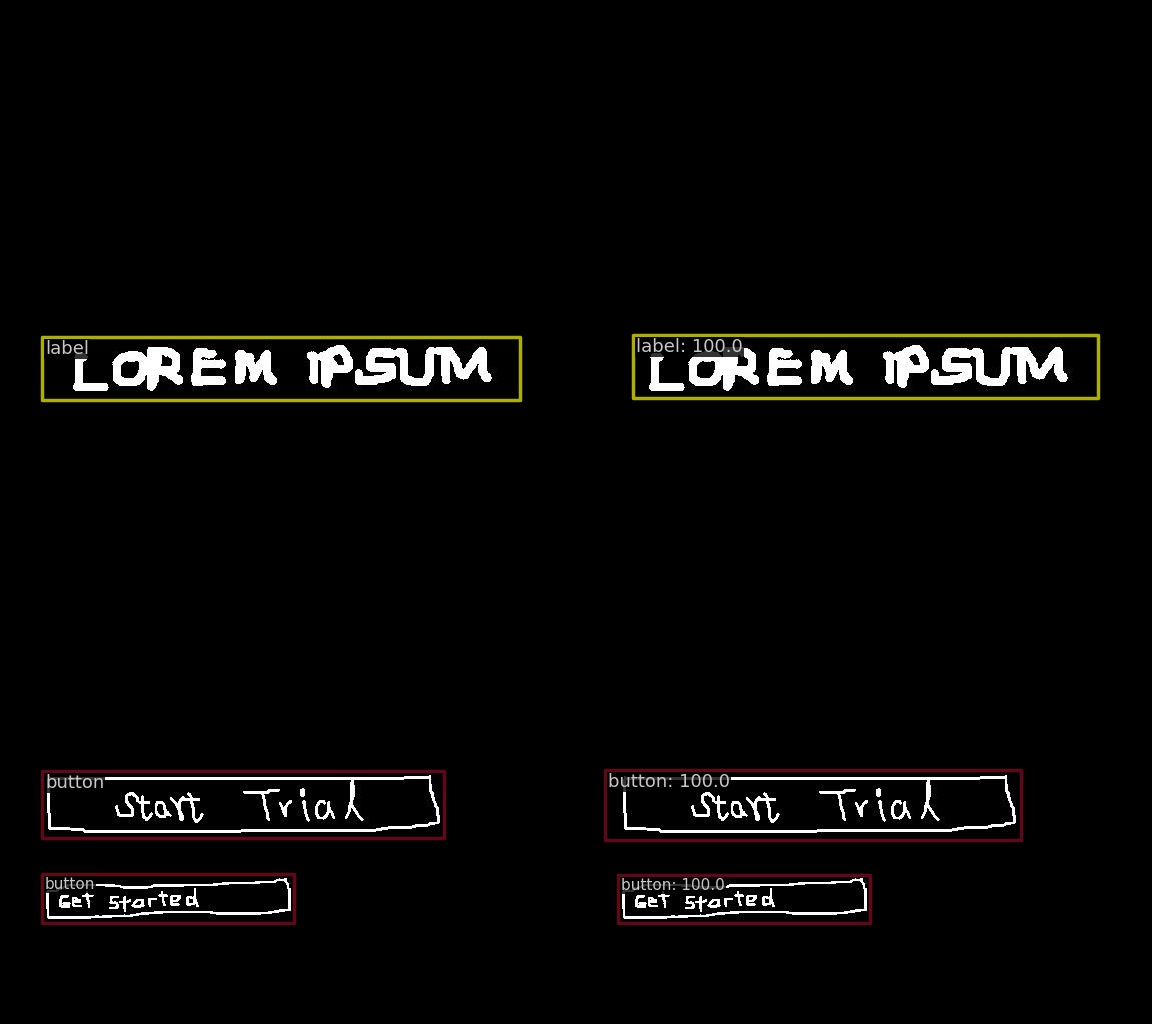 label label: 100.0
LOREM IPSUM LOREM IPSUM
button button: 100.0
Start Trial Start Trial
button button: 100.0
Get Started Get Started